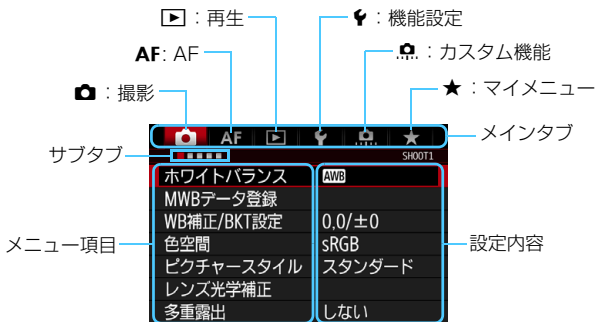 ：再生
：機能設定
AF: AF
：カスタム機能
：撮影
★：マイメニュー
AF
★
メインタブ
サブタブ
SHOOT1
ホワイトバランス AWB
MWBデータ登録
WB補正/BKT設定 0,0/±0
メニュー項目
色空間 sRGB
設定内容
ピクチャースタイル スタンダード
レンズ光学補正
多重露出 しない